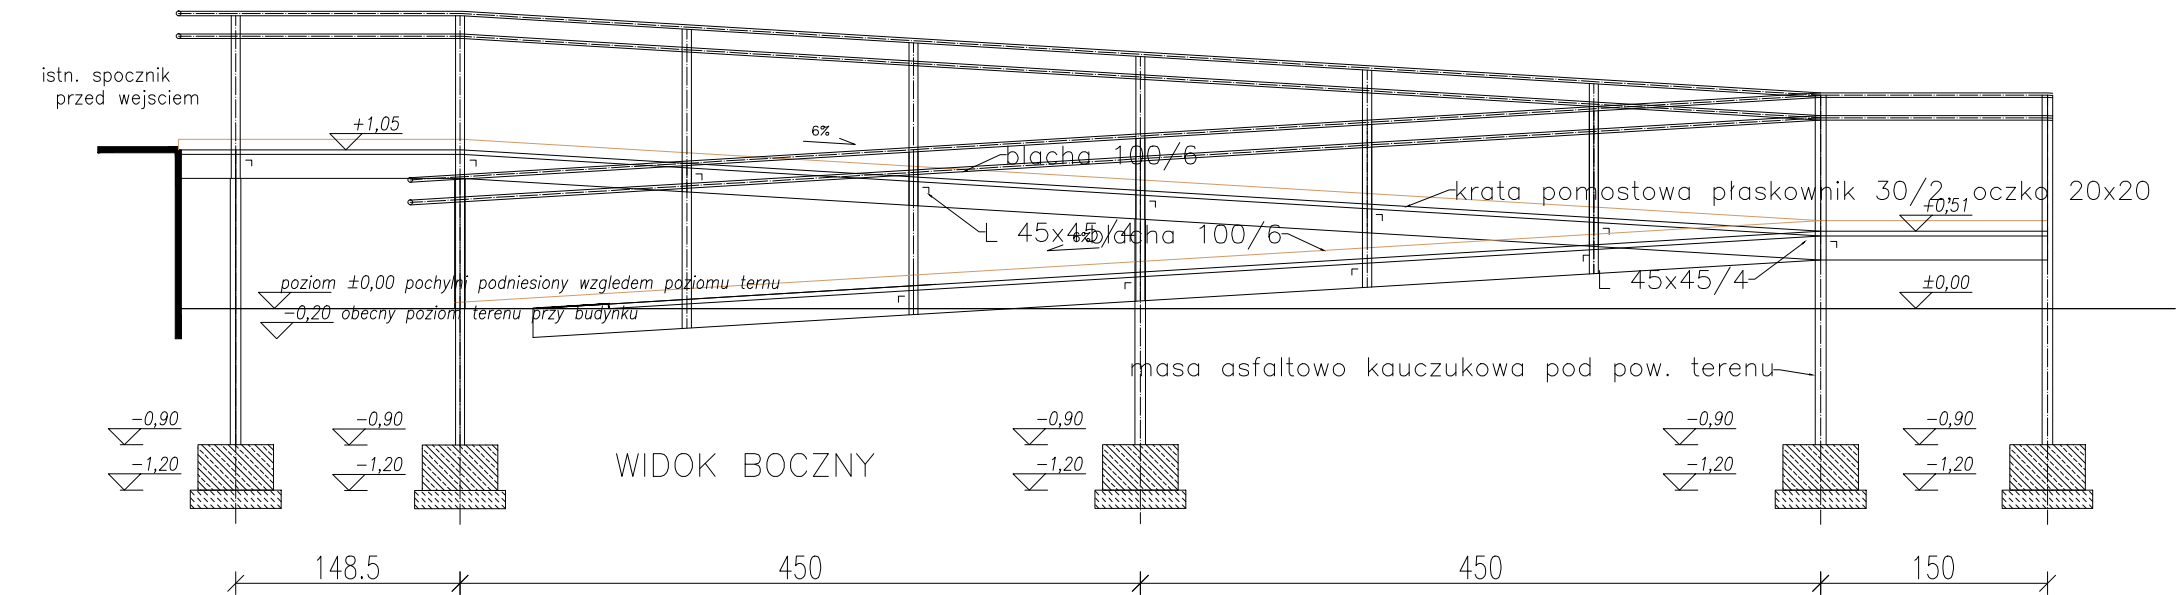 istn. spocznik
przed wejsciem
+1,05
6%
blacha 100/6
krata pomostowa płaskownik 30/2, oczko 20x20
+0,51
L 45x45/4
6%
blacha 100/6
L 45x45/4
poziom ±0,00 pochylni podniesiony wzgledem poziomu ternu
±0,00
-0,20 obecny poziom terenu przy budynku
masa asfaltowo kauczukowa pod pow. terenu
-0,90
-0,90
-0,90
-0,90
-0,90
-1,20
-1,20
-1,20
-1,20
-1,20
WIDOK BOCZNY
148.5
450
450
150